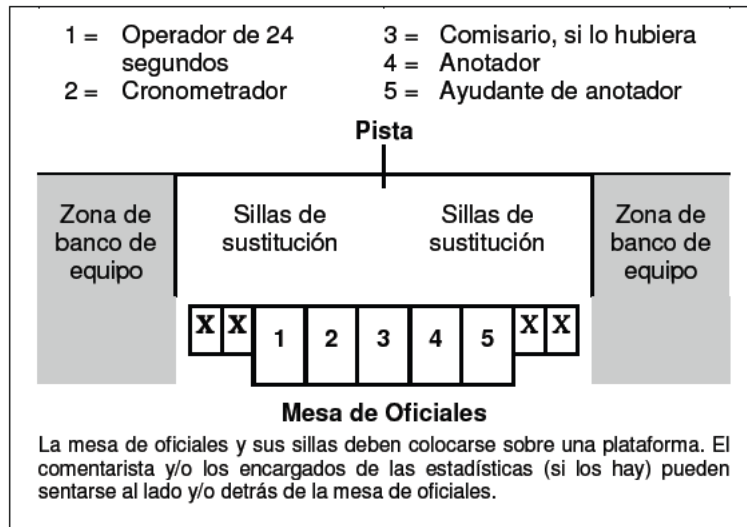 1 = Operador de 24 segundos
2 = Cronometrador
3 = Comisario, si lo hubiera
4 = Anotador
5 = Ayudante de anotador
Pista
Zona de banco de equipo
Sillas de sustitución
Sillas de sustitución
Zona de banco de equipo
X X 1 2 3 4 5 X X
Mesa de Oficiales
La mesa de oficiales y sus sillas deben colocarse sobre una plataforma. El
comentarista y/o los encargados de las estadísticas (si los hay) pueden
sentarse al lado y/o detrás de la mesa de oficiales.